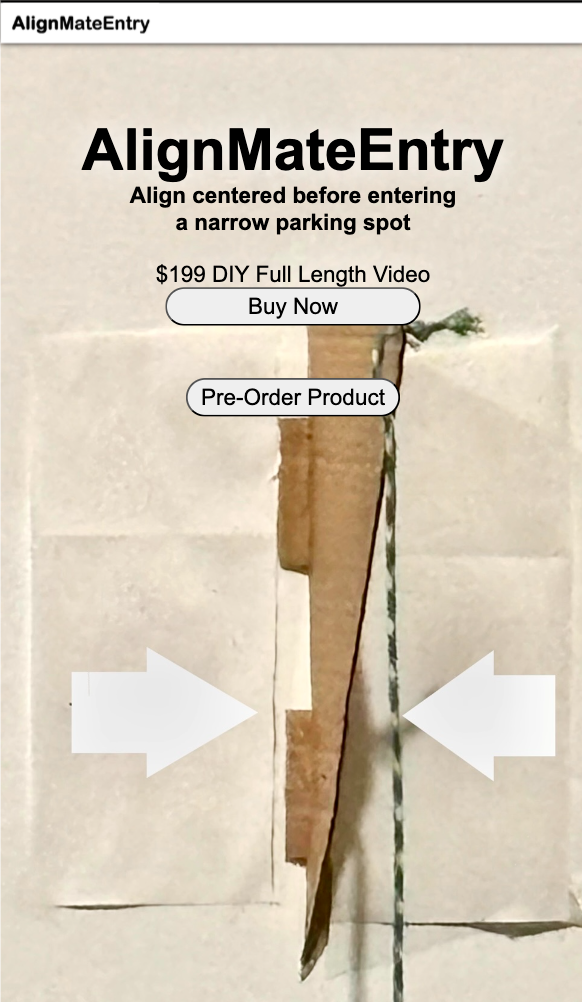 AlignMateEntry
AlignMateEntry
Align centered before entering
a narrow parking spot
$199 DIY Full Length Video
Buy Now
Pre-Order Product